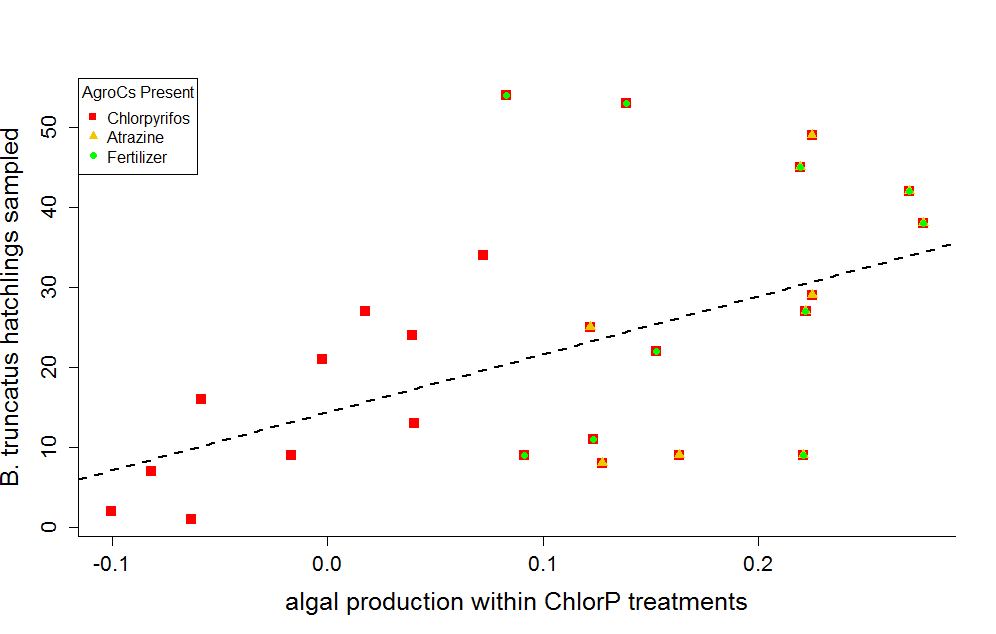 AgroCs Present
Chlorpyrifos
Atrazine
Fertilizer
B. truncatus hatchlings sampled
50
40
30
20
10
0
-0.1
0.0
0.1
0.2
algal production within ChlorP treatments